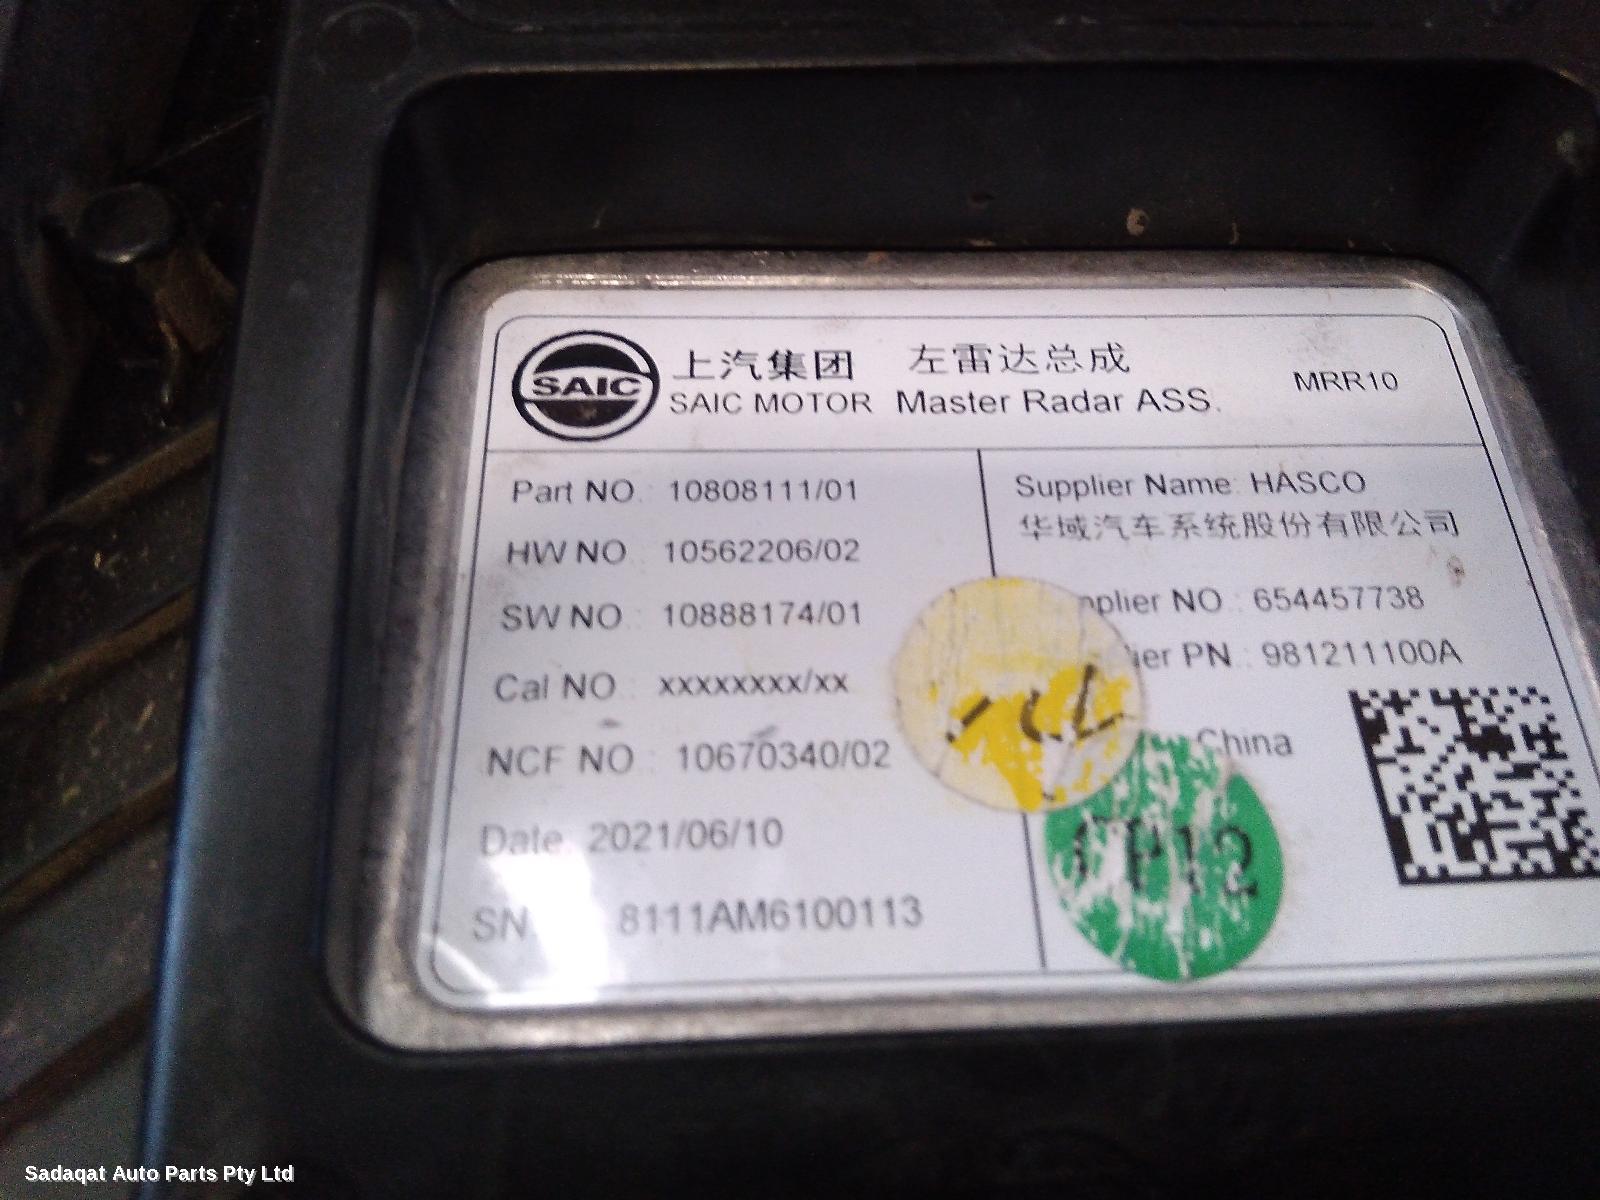 SAIC
上汽集团 左雷达总成
SAIC MOTOR Master Radar ASS.
MRR10
Part NO.: 10808111/01
HW NO.: 10562206/02
SW NO.: 10888174/01
Cal NO.: xxxxxxxx/xx
NCF NO.: 10670340/02
Date: 2021/06/10
SN: 8111AM6100113
Supplier Name: HASCO
华域汽车系统股份有限公司
pplier NO.: 654457738
lier PN.: 981211100A
China
Sadaqat Auto Parts Pty Ltd